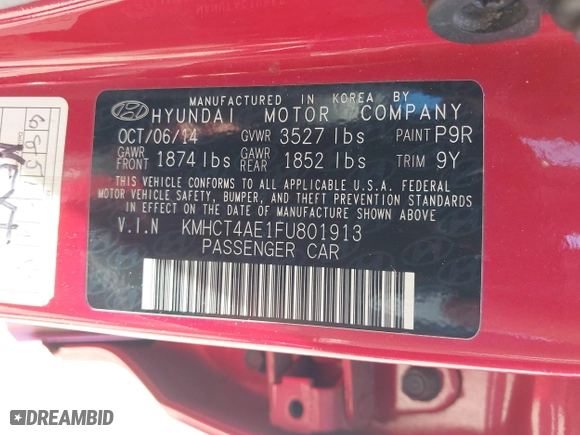 MANUFACTURED IN KOREA BY
HYUNDAI MOTOR COMPANY
OCT/06/14 GVWR 3527 lbs PAINT P9R
GAWR FRONT 1874 lbs GAWR REAR 1852 lbs TRIM 9Y
THIS VEHICLE CONFORMS TO ALL APPLICABLE U.S.A. FEDERAL
MOTOR VEHICLE SAFETY, BUMPER, AND THEFT PREVENTION STANDARDS
IN EFFECT ON THE DATE OF MANUFACTURE SHOWN ABOVE
V.I.N KMHCT4AE1FU801913
PASSENGER CAR
DREAMBID